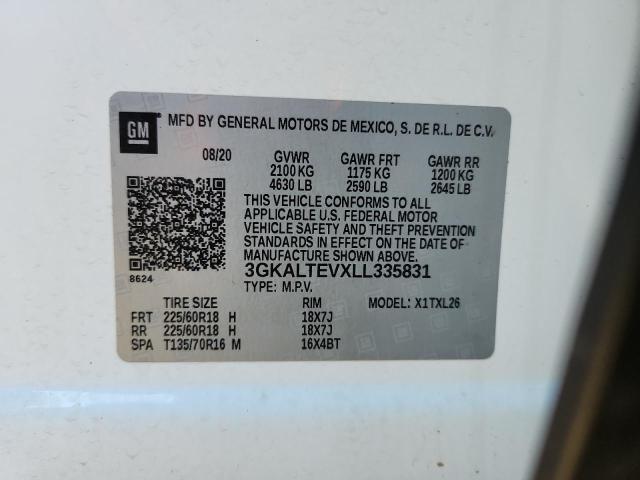 GM
MFD BY GENERAL MOTORS DE MEXICO, S. DE R.L. DE C.V.
08/20 GVWR GAWR FRT GAWR RR
2100 KG 1175 KG 1200 KG
4630 LB 2590 LB 2645 LB
THIS VEHICLE CONFORMS TO ALL
APPLICABLE U.S. FEDERAL MOTOR
VEHICLE SAFETY AND THEFT PREVENTION
STANDARDS IN EFFECT ON THE DATE OF
MANUFACTURE SHOWN ABOVE.
3GKALTEVXLL335831
8624 TYPE: M.P.V.
TIRE SIZE RIM MODEL: X1TXL26
FRT 225/60R18 H 18X7J
RR 225/60R18 H 18X7J
SPA T135/70R16 M 16X4BT